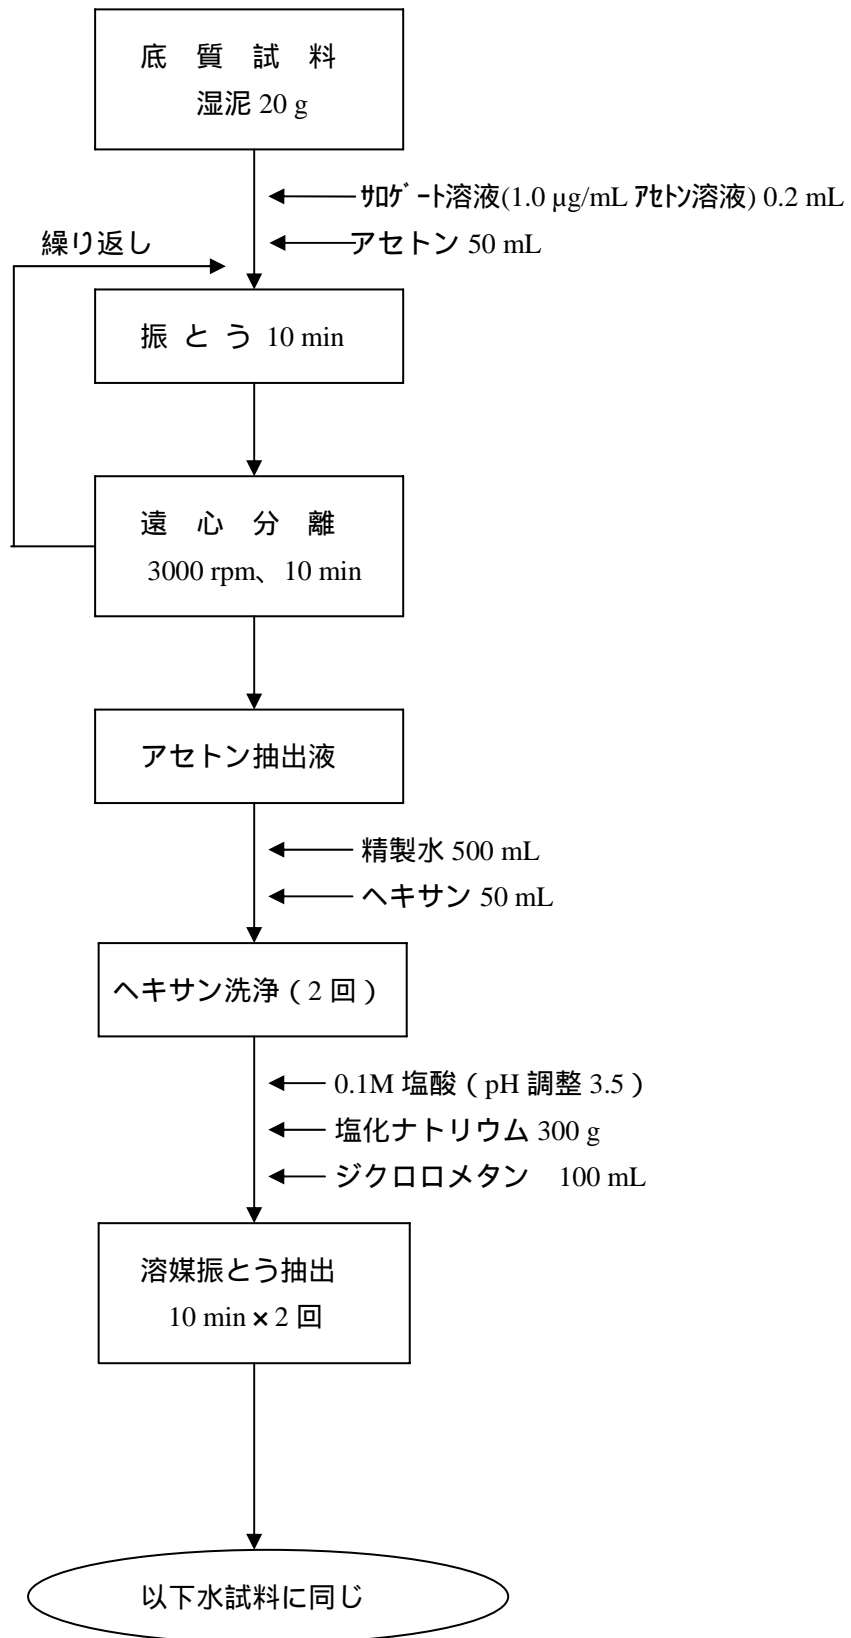 底 質 試 料
湿泥 20 g
ｻﾛｹﾞｰﾄ溶液(1.0 μg/mL ｱｾﾄﾝ溶液) 0.2 mL
アセトン 50 mL
繰り返し
振 と う 10 min
遠 心 分 離
3000 rpm、10 min
アセトン抽出液
精製水 500 mL
ヘキサン 50 mL
ヘキサン洗浄（2 回）
0.1M 塩酸（pH 調整 3.5）
塩化ナトリウム 300 g
ジクロロメタン　100 mL
溶媒振とう抽出
10 min × 2 回
以下水試料に同じ